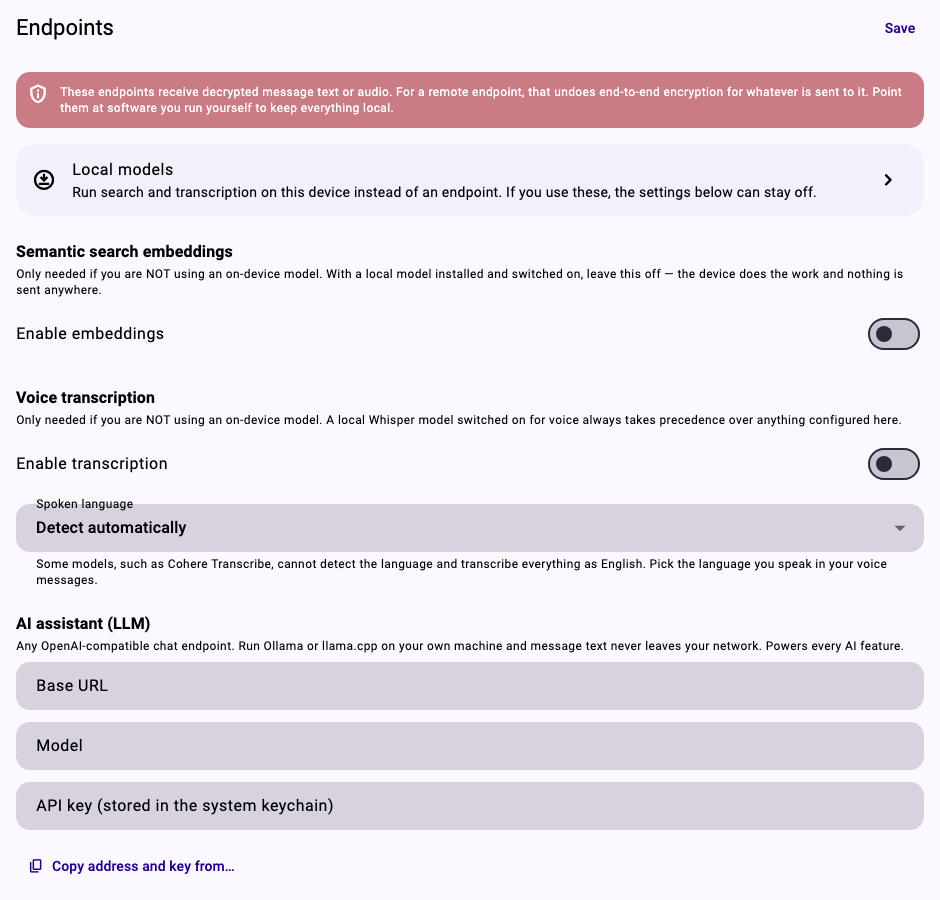 Endpoints
Save
These endpoints receive decrypted message text or audio. For a remote endpoint, that undoes end-to-end encryption for whatever is sent to it. Point
them at software you run yourself to keep everything local.
Local models
Run search and transcription on this device instead of an endpoint. If you use these, the settings below can stay off.
Semantic search embeddings
Only needed if you are NOT using an on-device model. With a local model installed and switched on, leave this off — the device does the work and nothing is
sent anywhere.
Enable embeddings
Voice transcription
Only needed if you are NOT using an on-device model. A local Whisper model switched on for voice always takes precedence over anything configured here.
Enable transcription
Spoken language
Detect automatically
Some models, such as Cohere Transcribe, cannot detect the language and transcribe everything as English. Pick the language you speak in your voice
messages.
AI assistant (LLM)
Any OpenAI-compatible chat endpoint. Run Ollama or llama.cpp on your own machine and message text never leaves your network. Powers every AI feature.
Base URL
Model
API key (stored in the system keychain)
Copy address and key from…